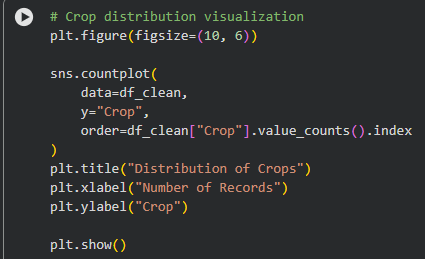 # Crop distribution visualization
plt.figure(figsize=(10, 6))
sns.countplot(
    data=df_clean,
    y="Crop",
    order=df_clean["Crop"].value_counts().index
)
plt.title("Distribution of Crops")
plt.xlabel("Number of Records")
plt.ylabel("Crop")
plt.show()